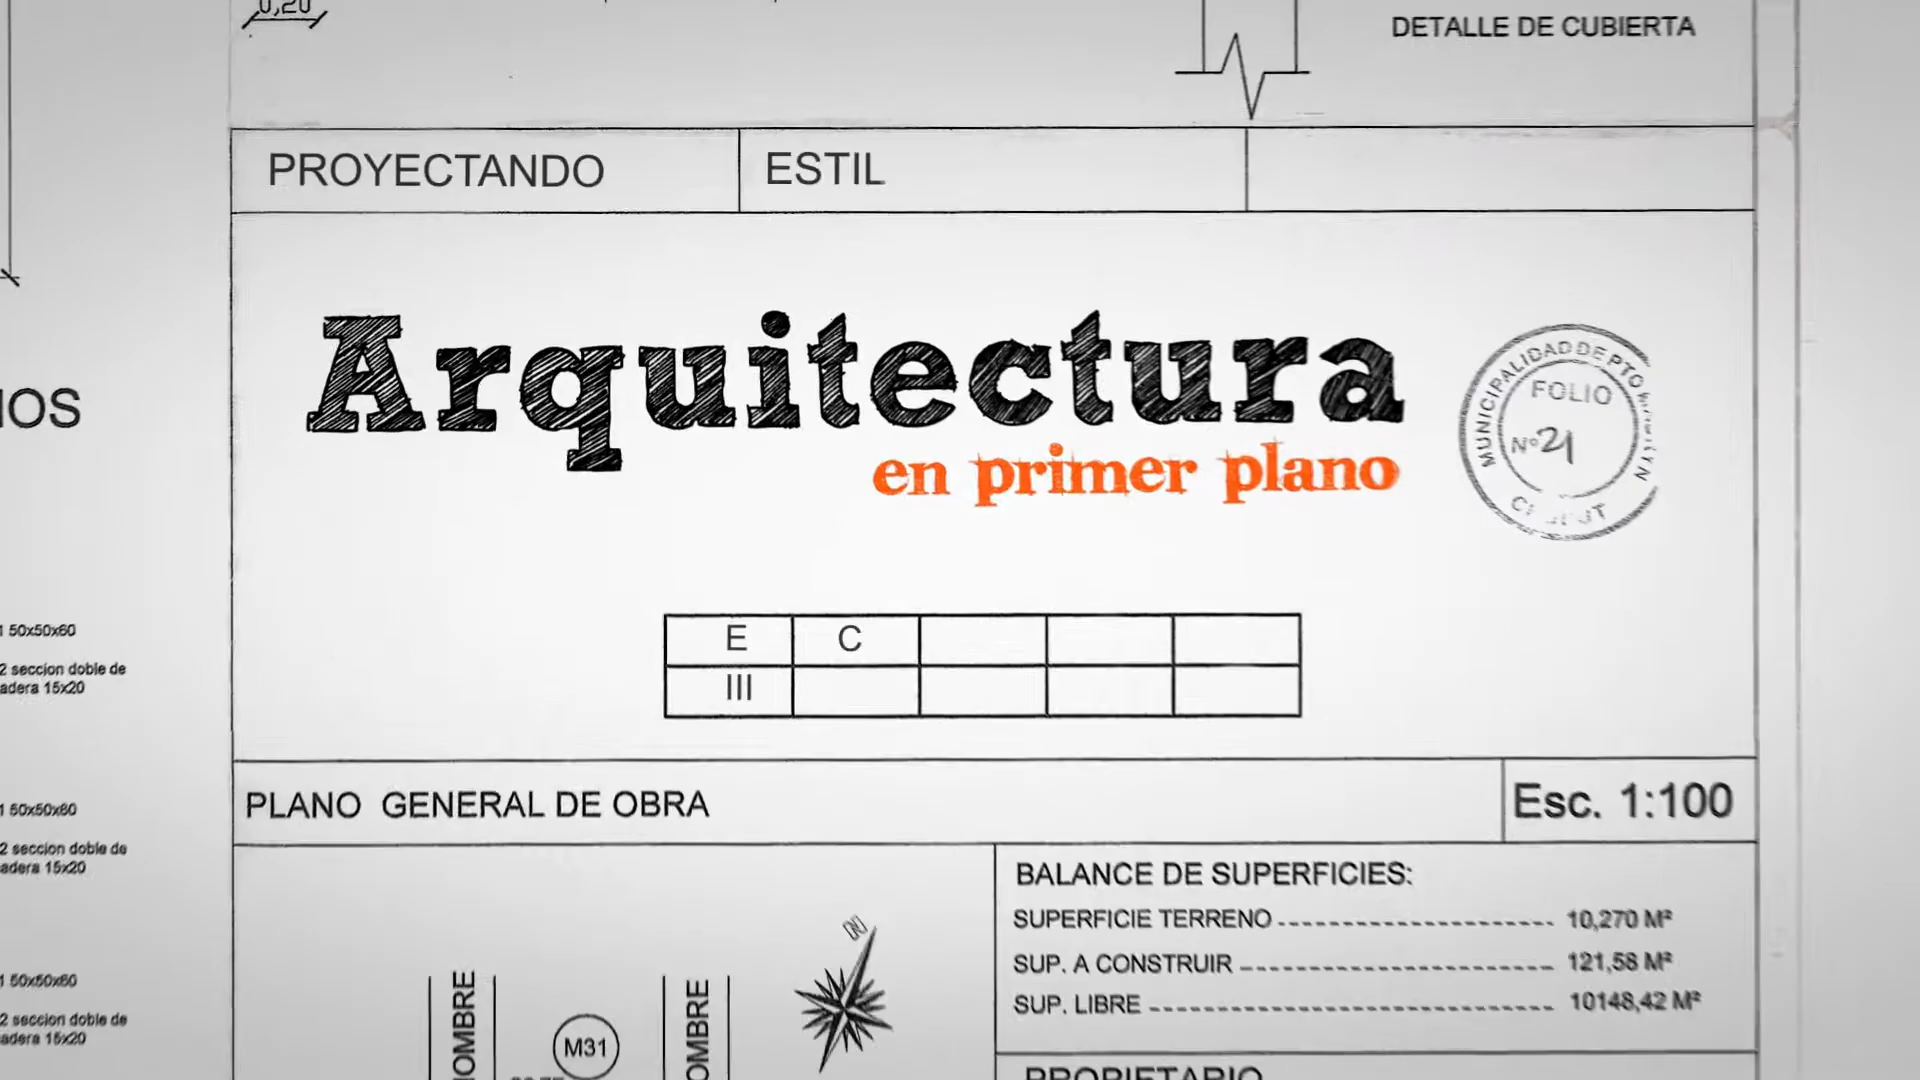 0,20
DETALLE DE CUBIERTA
PROYECTANDO
ESTIL
Arquitectura
en primer plano
MUNICIPALIDAD DE PTO
FOLIO
Nº 21
IOS
E C
III
1 50x50x60
2 seccion doble de
adera 15x20
PLANO GENERAL DE OBRA
Esc. 1:100
1 50x50x60
2 seccion doble de
adera 15x20
BALANCE DE SUPERFICIES:
SUPERFICIE TERRENO 10,270 M²
SUP. A CONSTRUIR 121,58 M²
SUP. LIBRE 10148,42 M²
N
1 50x50x60
2 seccion doble de
adera 15x20
OMBRE
M31
OMBRE
PROPIETARIO